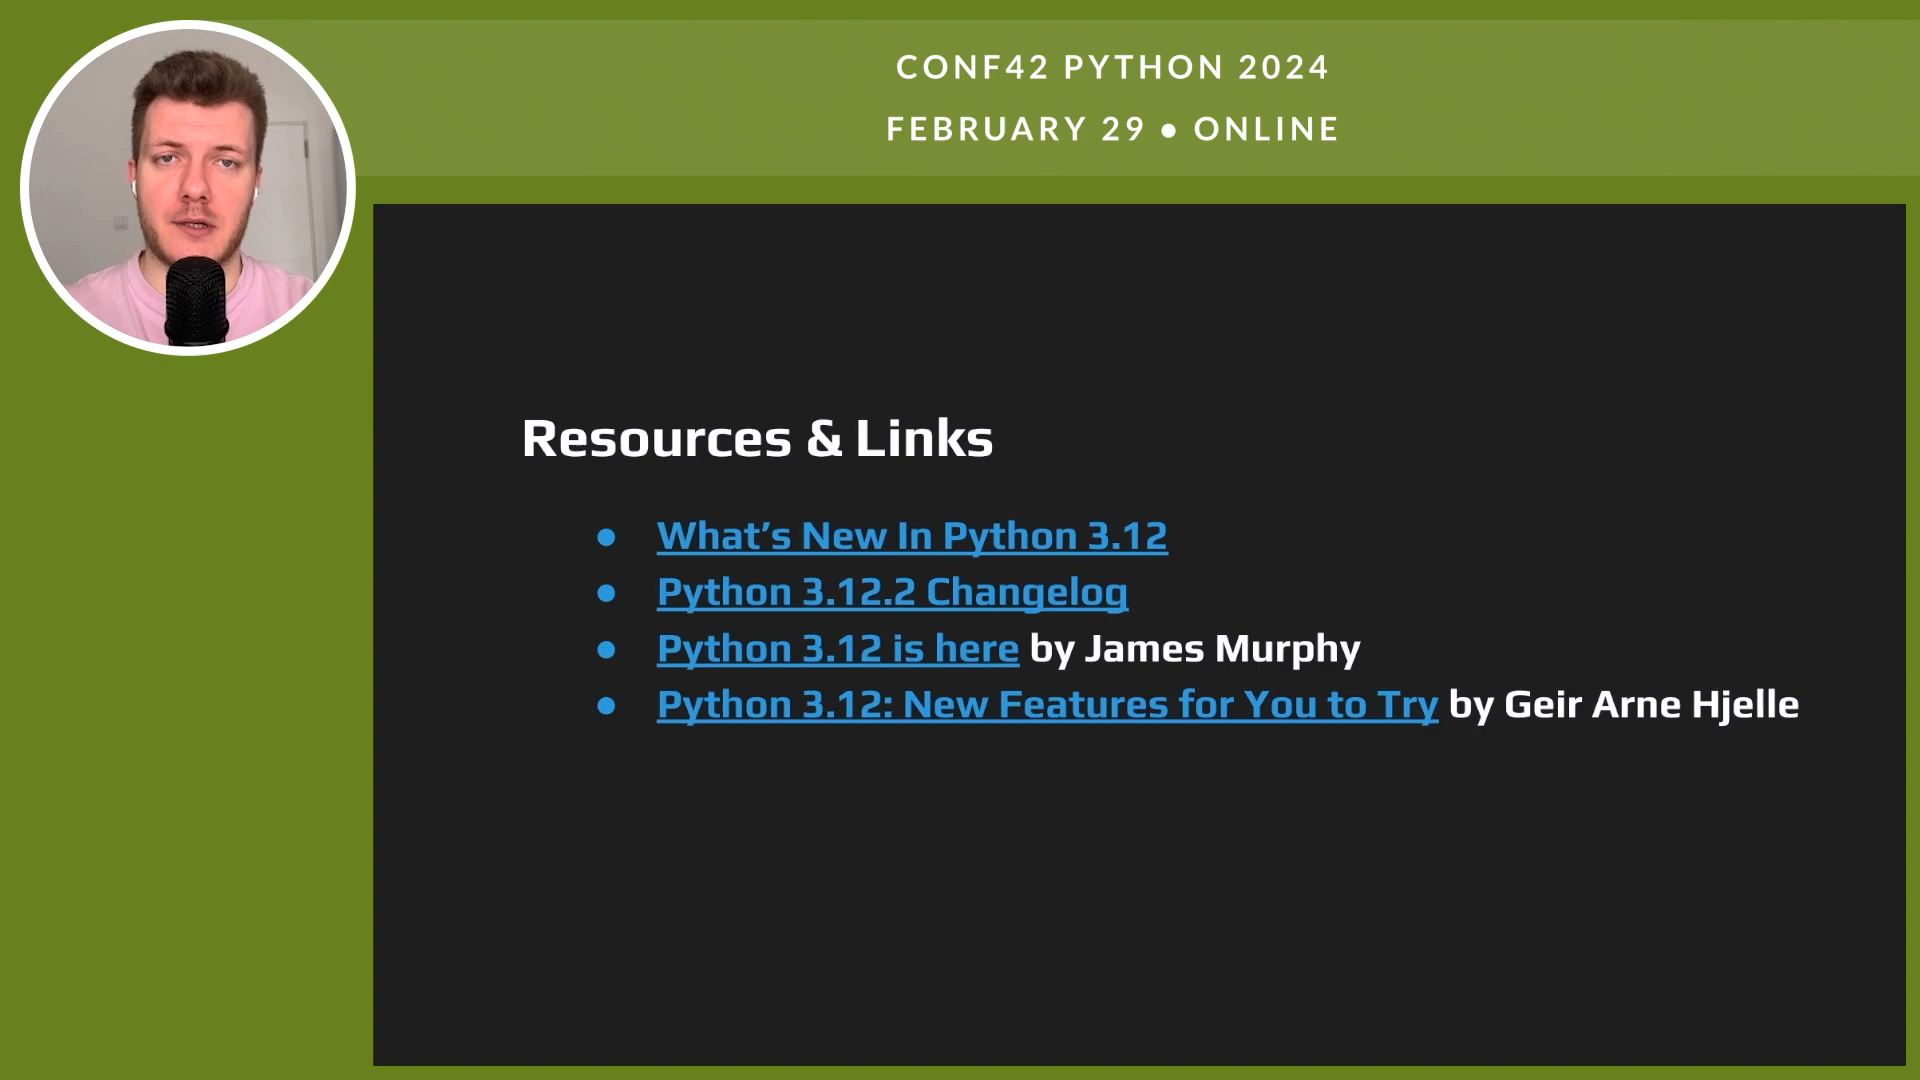 CONF42 PYTHON 2024
FEBRUARY 29 • ONLINE
Resources & Links
● What’s New In Python 3.12
● Python 3.12.2 Changelog
● Python 3.12 is here by James Murphy
● Python 3.12: New Features for You to Try by Geir Arne Hjelle